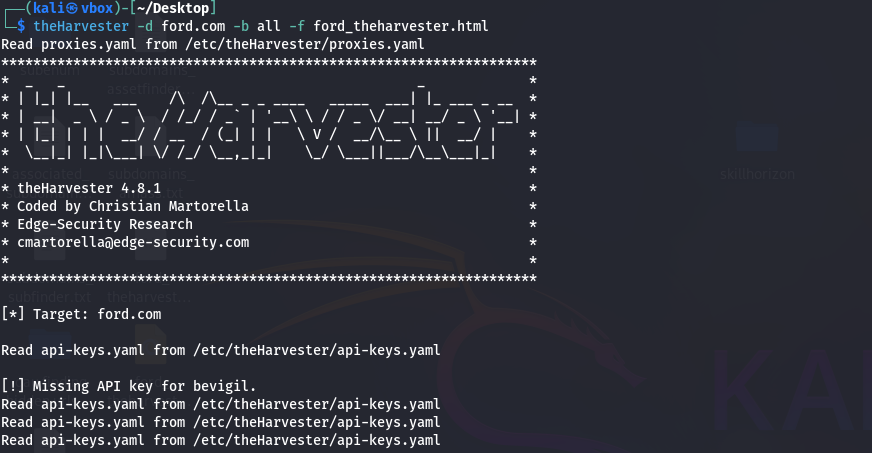 ┌──(kali㉿vbox)-[~/Desktop]
└─$ theHarvester -d ford.com -b all -f ford_theharvester.html
Read proxies.yaml from /etc/theHarvester/proxies.yaml
*******************************************************************
*  _   _                                            _             *
* | |_| |__   ___    /\  /\__ _ _ ____   _____  ___| |_ ___ _ __  *
* | __|  _ \ / _ \  / /_/ / _` | '__\ \ / / _ \/ __| __/ _ \ '__| *
* | |_| | | |  __/ / __  / (_| | |   \ V /  __/\__ \ ||  __/ |    *
*  \__|_| |_|\___| \/ /_/ \__,_|_|    \_/ \___||___/\__\___|_|    *
*                                                                 *
* theHarvester 4.8.1                                              *
* Coded by Christian Martorella                                   *
* Edge-Security Research                                          *
* cmartorella@edge-security.com                                   *
*                                                                 *
*******************************************************************
[*] Target: ford.com
Read api-keys.yaml from /etc/theHarvester/api-keys.yaml
[!] Missing API key for bevigil.
Read api-keys.yaml from /etc/theHarvester/api-keys.yaml
Read api-keys.yaml from /etc/theHarvester/api-keys.yaml
Read api-keys.yaml from /etc/theHarvester/api-keys.yaml
skillhorizon
subfinder.txt
theharvest...